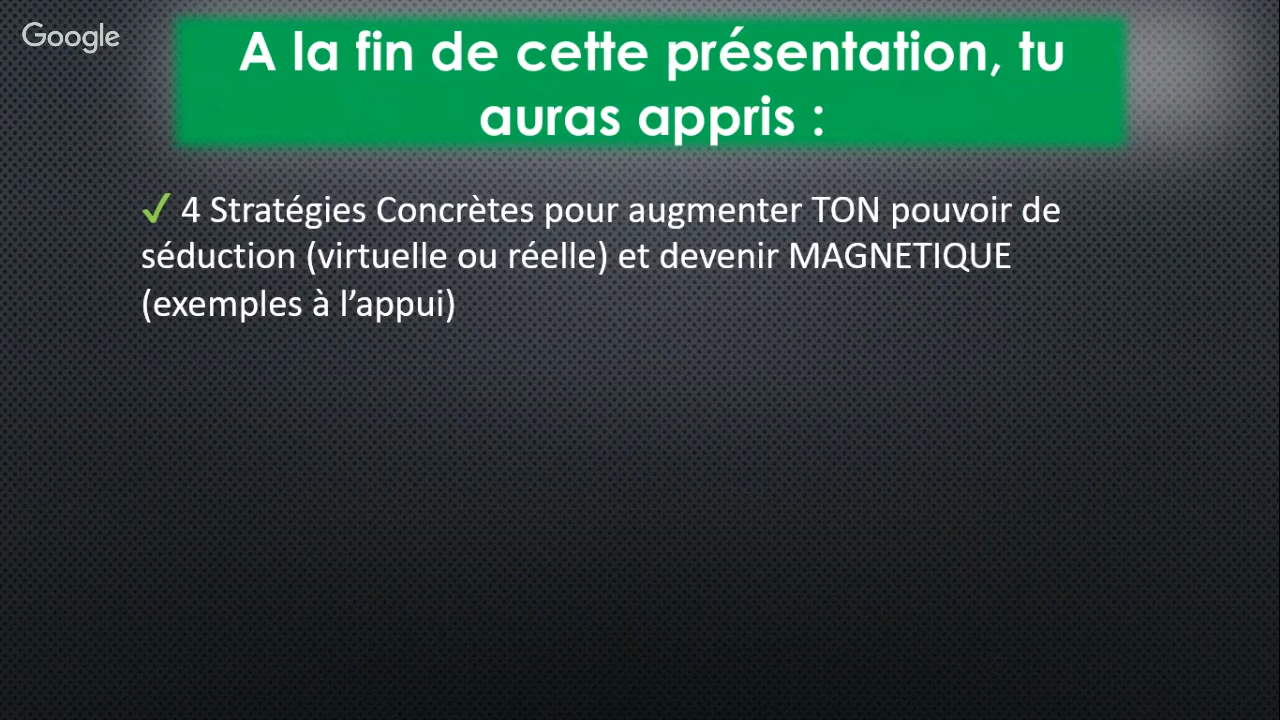 Google
A la fin de cette présentation, tu
auras appris :
✓ 4 Stratégies Concrètes pour augmenter TON pouvoir de
séduction (virtuelle ou réelle) et devenir MAGNETIQUE
(exemples à l’appui)